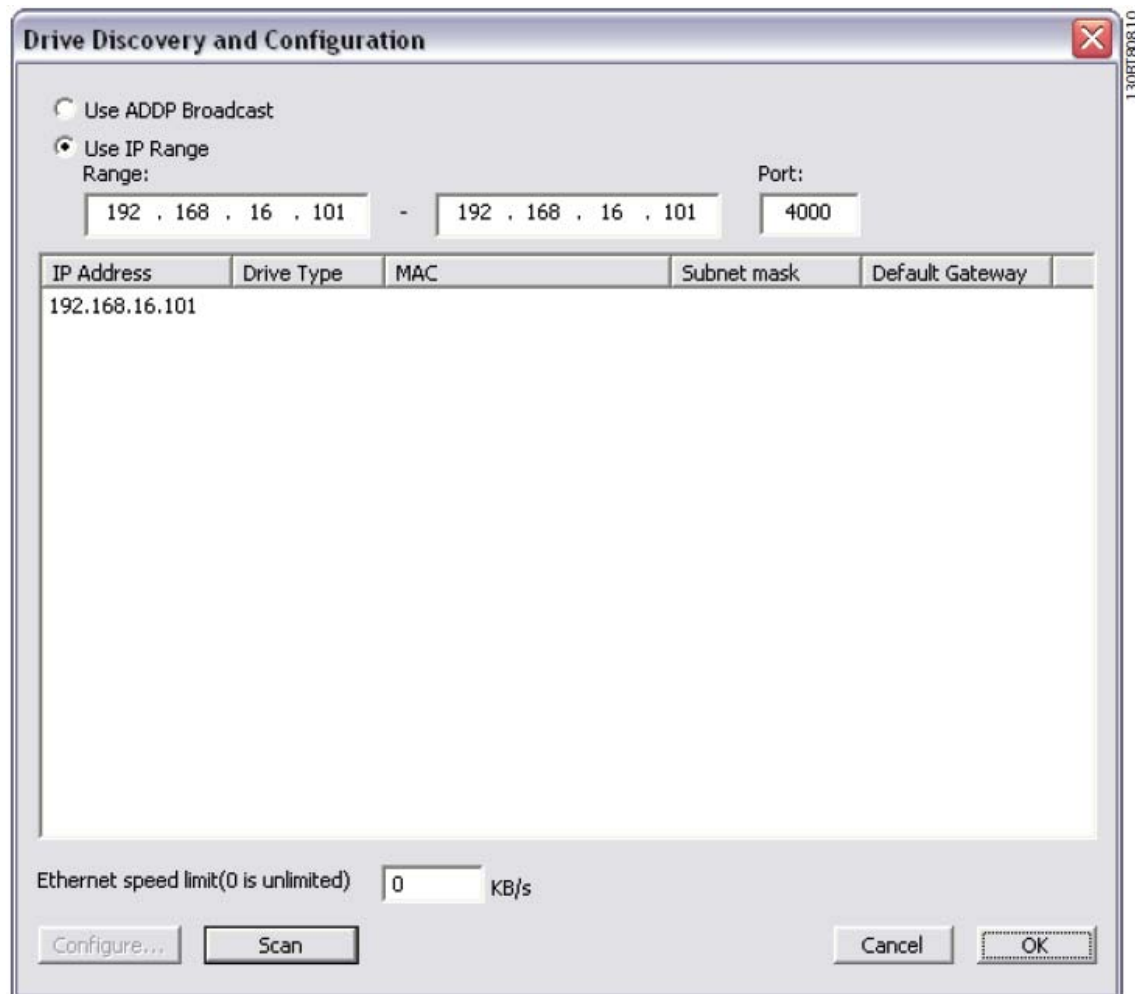 Drive Discovery and Configuration
130BT808.10
Use ADDP Broadcast
Use IP Range
Range:
Port:
192 . 168 . 16 . 101 - 192 . 168 . 16 . 101 4000
IP Address Drive Type MAC Subnet mask Default Gateway
192.168.16.101
Ethernet speed limit(0 is unlimited) 0 KB/s
Configure... Scan Cancel OK